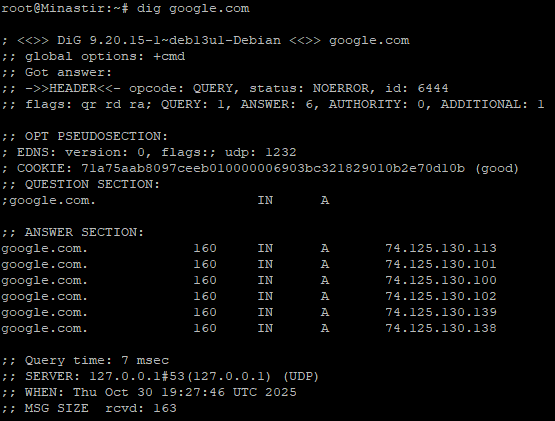 root@Minastir:~# dig google.com

; <<>> DiG 9.20.15-1~deb13u1-Debian <<>> google.com
;; global options: +cmd
;; Got answer:
;; ->>HEADER<<- opcode: QUERY, status: NOERROR, id: 6444
;; flags: qr rd ra; QUERY: 1, ANSWER: 6, AUTHORITY: 0, ADDITIONAL: 1

;; OPT PSEUDOSECTION:
; EDNS: version: 0, flags:; udp: 1232
; COOKIE: 71a75aab8097ceeb010000006903bc321829010b2e70d10b (good)
;; QUESTION SECTION:
;google.com.                    IN      A

;; ANSWER SECTION:
google.com.             160     IN      A       74.125.130.113
google.com.             160     IN      A       74.125.130.101
google.com.             160     IN      A       74.125.130.100
google.com.             160     IN      A       74.125.130.102
google.com.             160     IN      A       74.125.130.139
google.com.             160     IN      A       74.125.130.138

;; Query time: 7 msec
;; SERVER: 127.0.0.1#53(127.0.0.1) (UDP)
;; WHEN: Thu Oct 30 19:27:46 UTC 2025
;; MSG SIZE  rcvd: 163